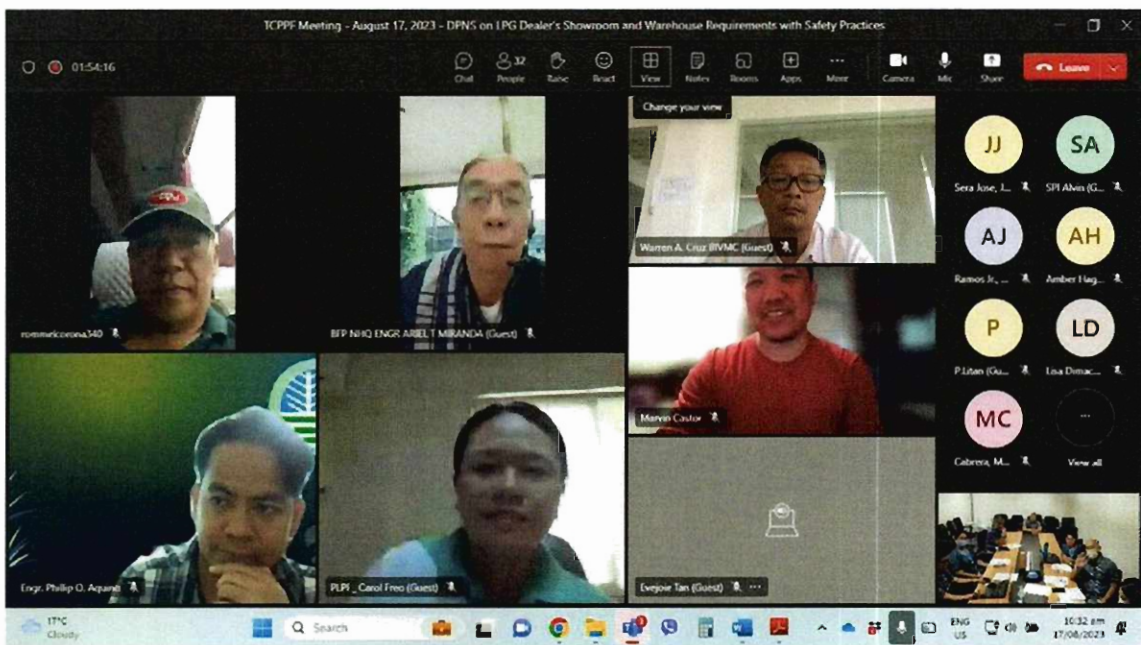 TCPPF Meeting - August 17, 2023 - DPNS on LPG Dealer's Showroom and Warehouse Requirements with Safety Practices
01:54:16
Chat
32
People
Raise
React
View
Notes
Rooms
Apps
More
Camera
Mic
Share
Leave
Change your view
rommelcorona340
BFP NHQ ENGR ARIEL T MIRANDA (Guest)
Warren A. Cruz BIVMC (Guest)
Marvin Castor
Engr. Phillip O. Aquino
PLPI _ Carol Freo (Guest)
Evejoie Tan (Guest) ...
JJ
Sera Jose, J...
SA
SPI Alvin (G...
AJ
Ramos Jr., ...
AH
Amber Hag...
P
P.Litan (Gu...
LD
Lisa Dimac...
MC
Cabrera, M...
...
View all
17°C
Cloudy
Search
ENG
US
10:32 am
17/08/2023